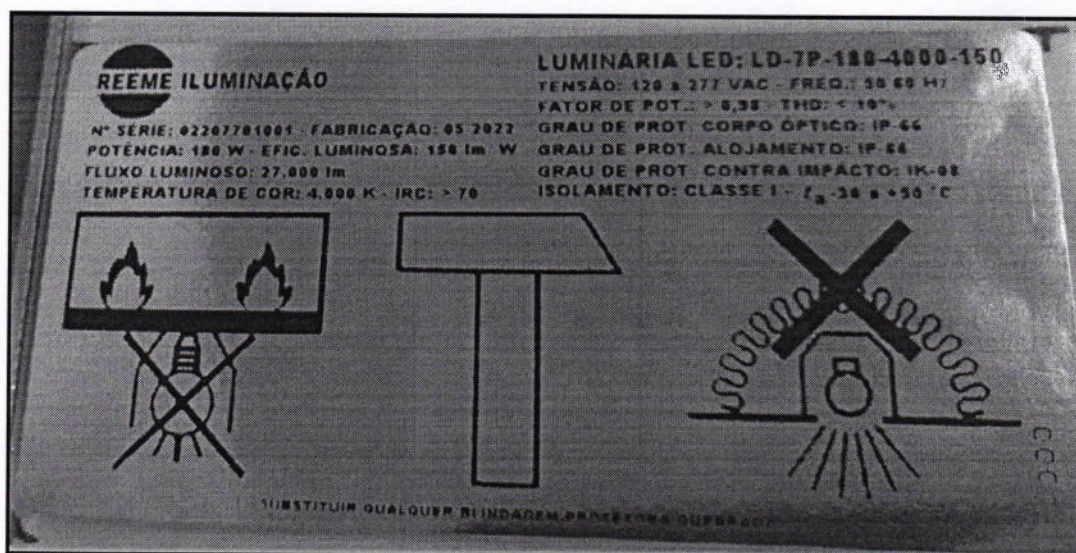 REEME ILUMINAÇÃO
Nº SÉRIE: 02207701001 - FABRICAÇÃO: 05 2022
POTÊNCIA: 180 W - EFIC. LUMINOSA: 150 lm W
FLUXO LUMINOSO: 27.000 lm
TEMPERATURA DE COR: 4.000 K - IRC: > 70
LUMINÁRIA LED: LD-7P-180-4000-150
TENSÃO: 120 a 277 VAC - FREQ.: 50 60 Hz
FATOR DE POT.: > 0,98 - THD: < 10%
GRAU DE PROT. CORPO ÓPTICO: IP-66
GRAU DE PROT. ALOJAMENTO: IP-66
GRAU DE PROT. CONTRA IMPACTO: IK-08
ISOLAMENTO: CLASSE I - ta -30 a +50 °C
SUBSTITUIR QUALQUER BLINDAGEM PROTETORA QUEBRADA